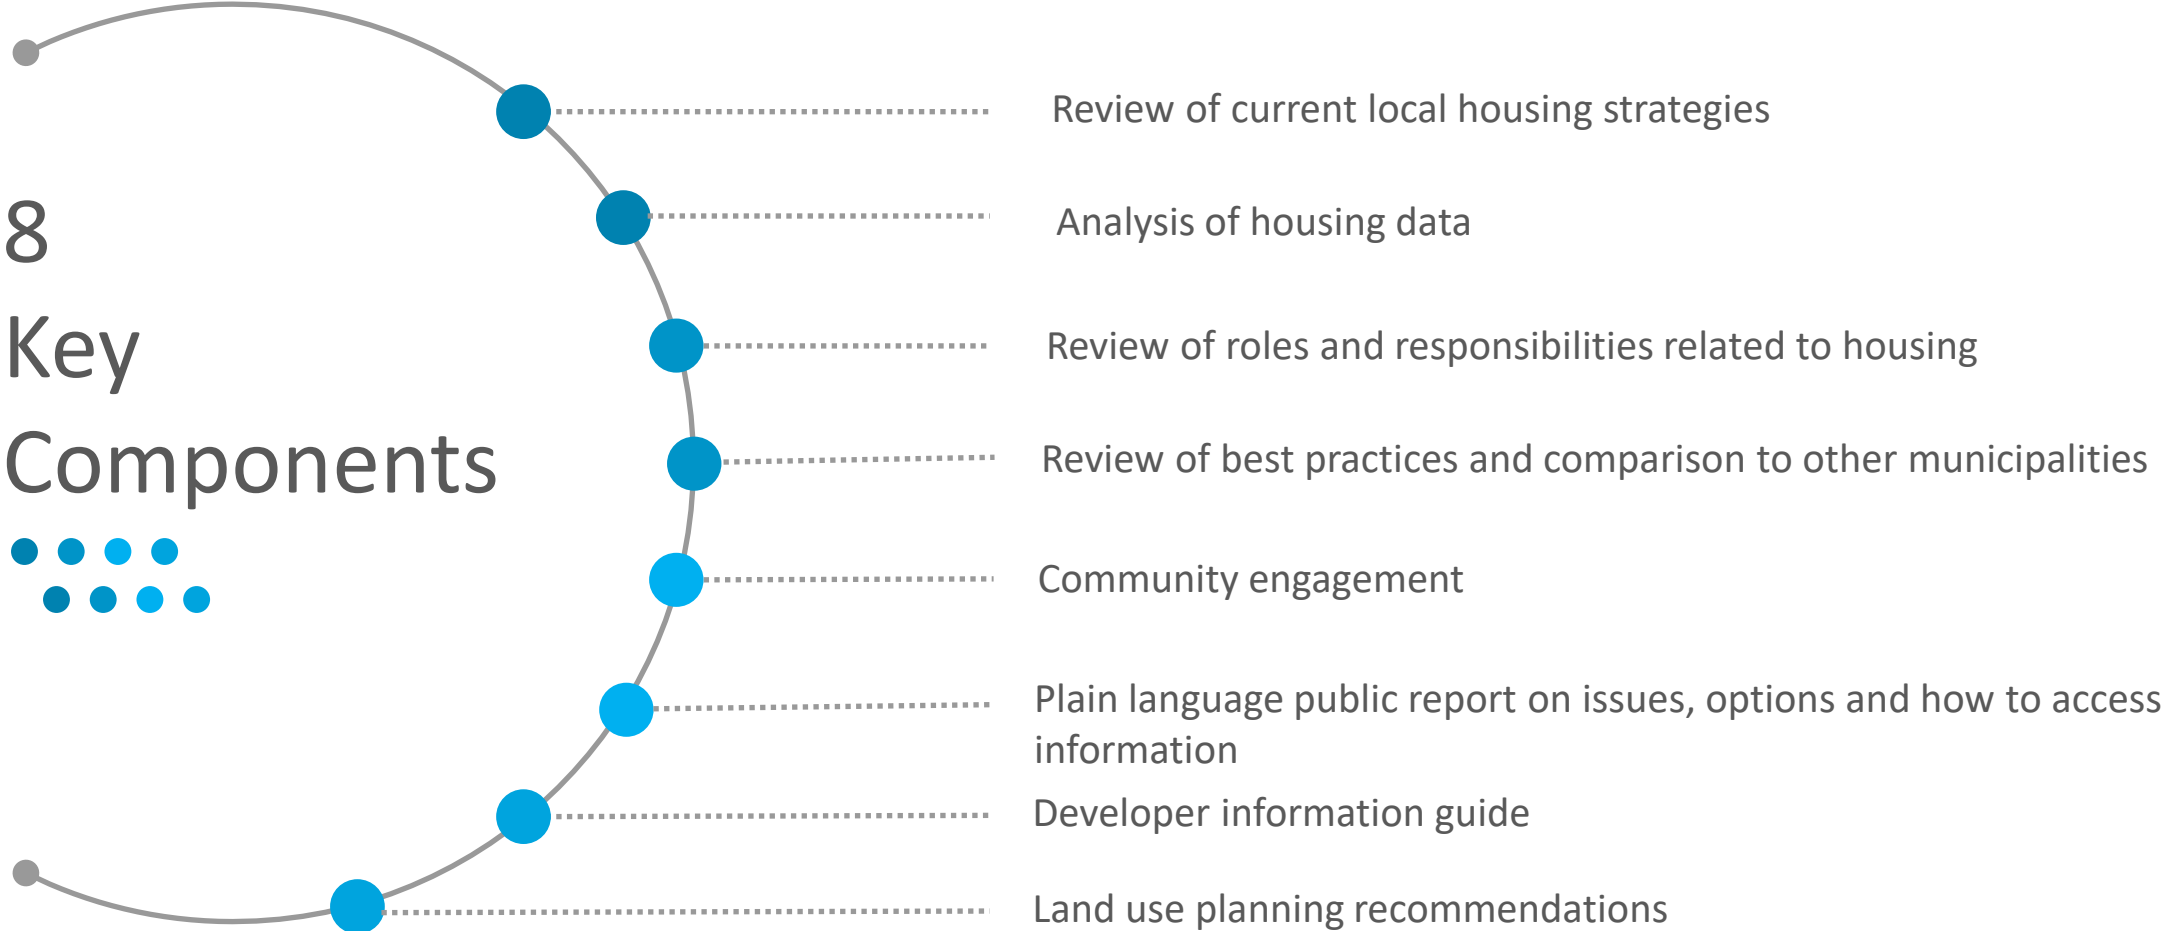 8
Key
Components
Review of current local housing strategies
Analysis of housing data
Review of roles and responsibilities related to housing
Review of best practices and comparison to other municipalities
Community engagement
Plain language public report on issues, options and how to access
information
Developer information guide
Land use planning recommendations